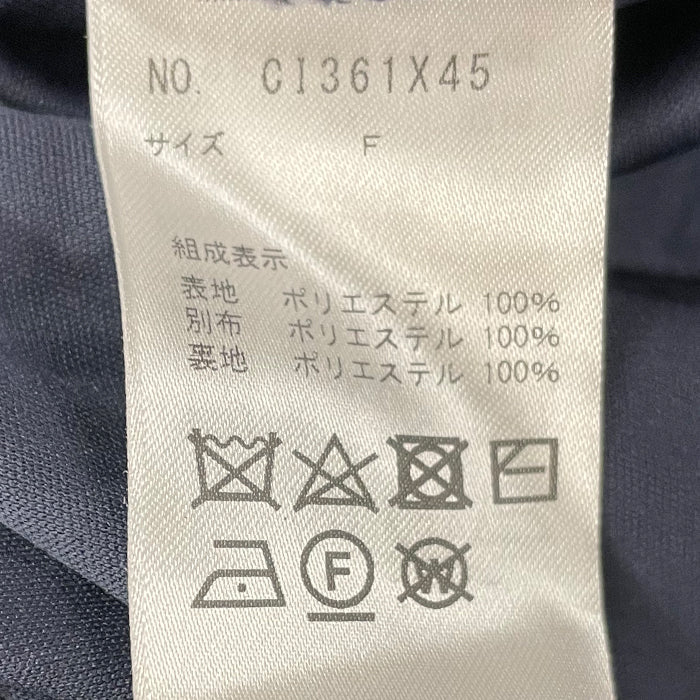 NO. CI361X45
サイズ F
組成表示
表地 ポリエステル 100%
別布 ポリエステル 100%
裏地 ポリエステル 100%
F
W